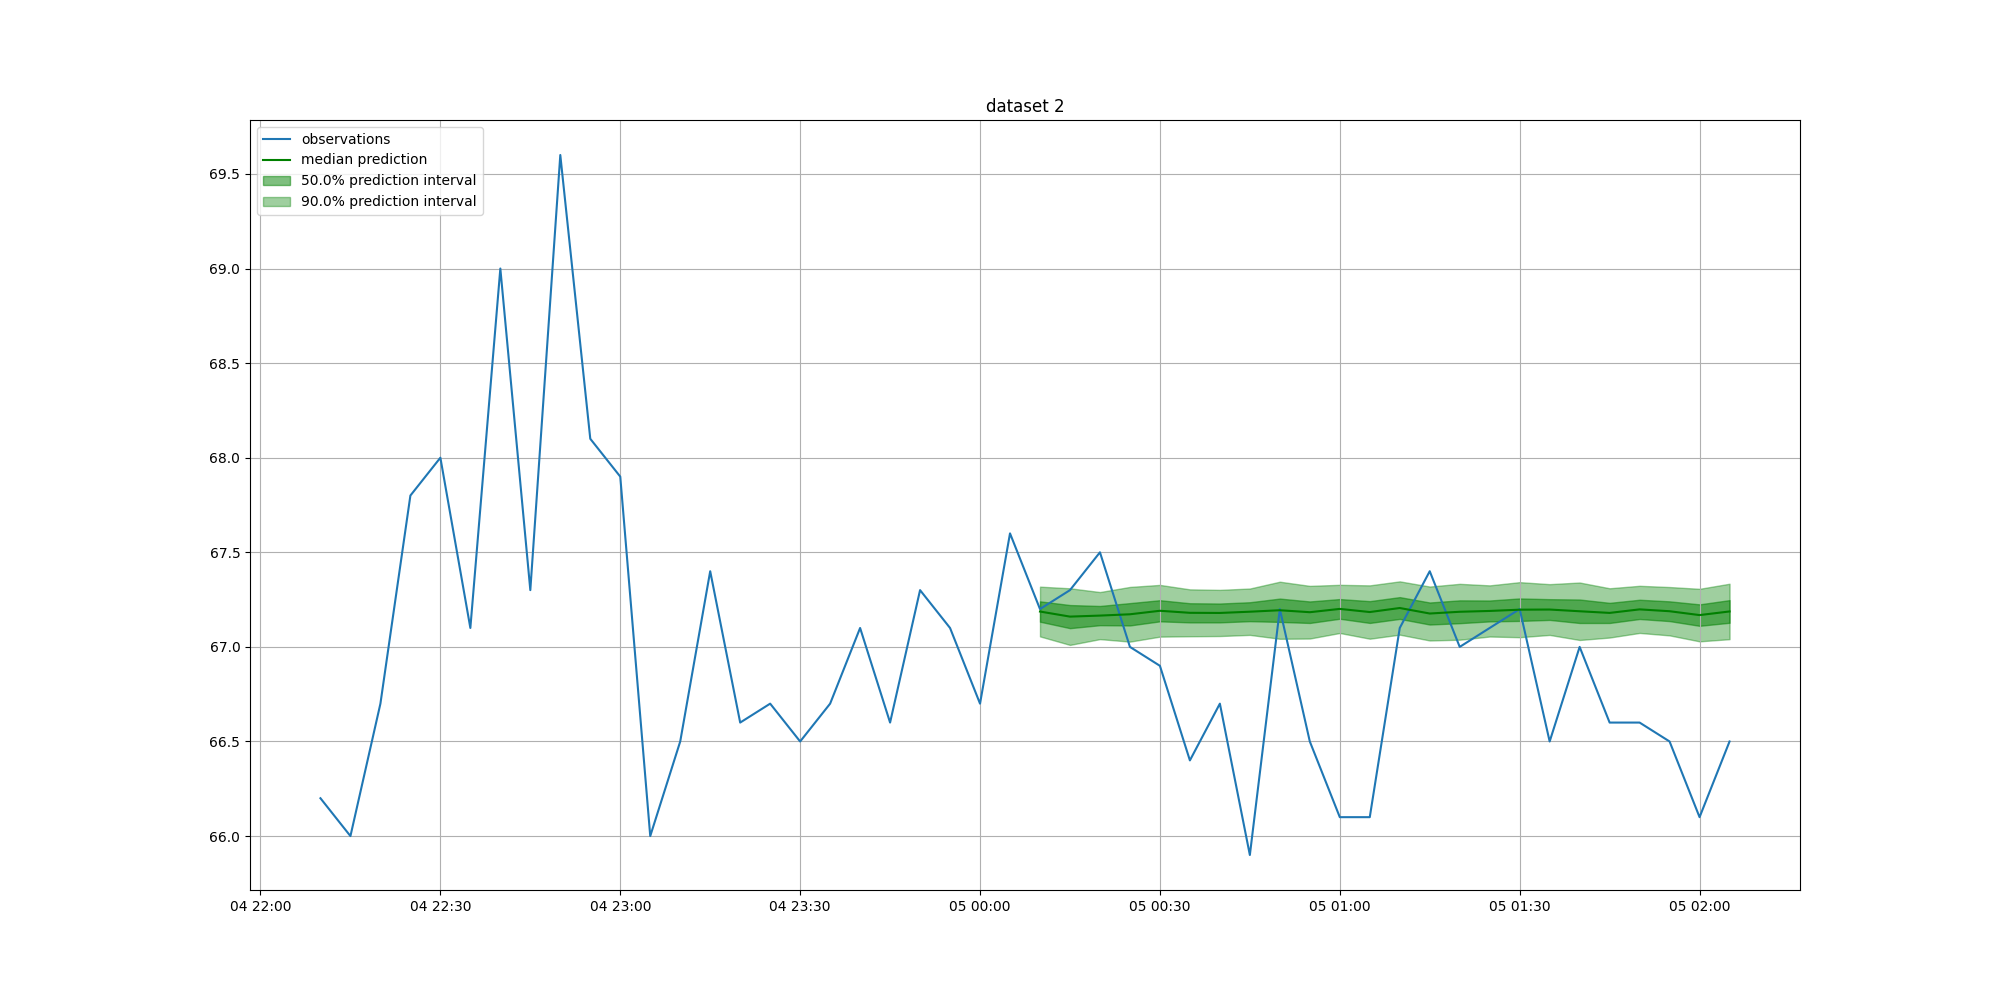 dataset 2
observations
median prediction
50.0% prediction interval
90.0% prediction interval
69.5
69.0
68.5
68.0
67.5
67.0
66.5
66.0
04 22:00 04 22:30 04 23:00 04 23:30 05 00:00 05 00:30 05 01:00 05 01:30 05 02:00